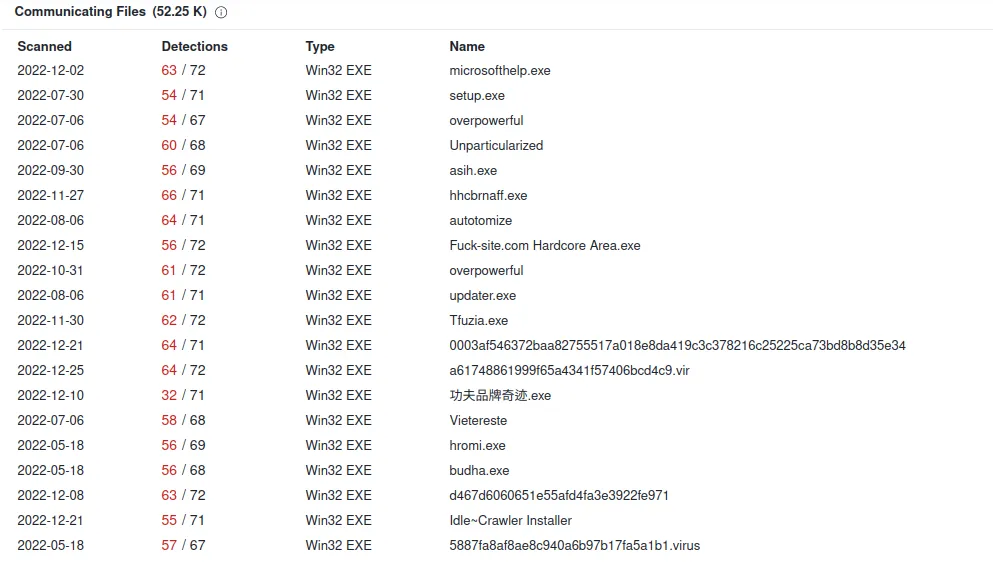 Communicating Files (52.25 K)
Scanned Detections Type Name
2022-12-02 63 / 72 Win32 EXE microsofthelp.exe
2022-07-30 54 / 71 Win32 EXE setup.exe
2022-07-06 54 / 67 Win32 EXE overpowerful
2022-07-06 60 / 68 Win32 EXE Unparticularized
2022-09-30 56 / 69 Win32 EXE asih.exe
2022-11-27 66 / 71 Win32 EXE hhcbrnaff.exe
2022-08-06 64 / 71 Win32 EXE autotomize
2022-12-15 56 / 72 Win32 EXE Fuck-site.com Hardcore Area.exe
2022-10-31 61 / 72 Win32 EXE overpowerful
2022-08-06 61 / 71 Win32 EXE updater.exe
2022-11-30 62 / 72 Win32 EXE Tfuzia.exe
2022-12-21 64 / 71 Win32 EXE 0003af546372baa82755517a018e8da419c3c378216c25225ca73bd8b8d35e34
2022-12-25 64 / 72 Win32 EXE a61748861999f65a4341f57406bcd4c9.vir
2022-12-10 32 / 71 Win32 EXE 功夫品牌奇迹.exe
2022-07-06 58 / 68 Win32 EXE Vietereste
2022-05-18 56 / 69 Win32 EXE hromi.exe
2022-05-18 56 / 68 Win32 EXE budha.exe
2022-12-08 63 / 72 Win32 EXE d467d6060651e55afd4fa3e3922fe971
2022-12-21 55 / 71 Win32 EXE Idle~Crawler Installer
2022-05-18 57 / 67 Win32 EXE 5887fa8af8ae8c940a6b97b17fa5a1b1.virus